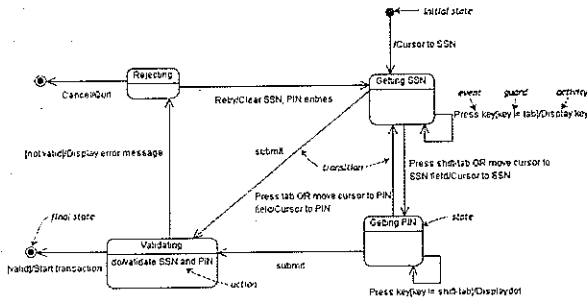 initial state
/Cursor to SSN
Rejecting
Getting SSN
Cancel/Quit
Retry/Clear SSN, PIN entries
event
guard
activity
Press key[key != tab]/Display key
[not valid]/Display error message
submit
transition
Press shift-tab OR move cursor to
SSN field/Cursor to SSN
Press tab OR move cursor to PIN
field/Cursor to PIN
final state
Validating
do/validate SSN and PIN
action
[valid]/Start transaction
submit
Getting PIN
state
Press key[key != shift-tab]/Displaydot